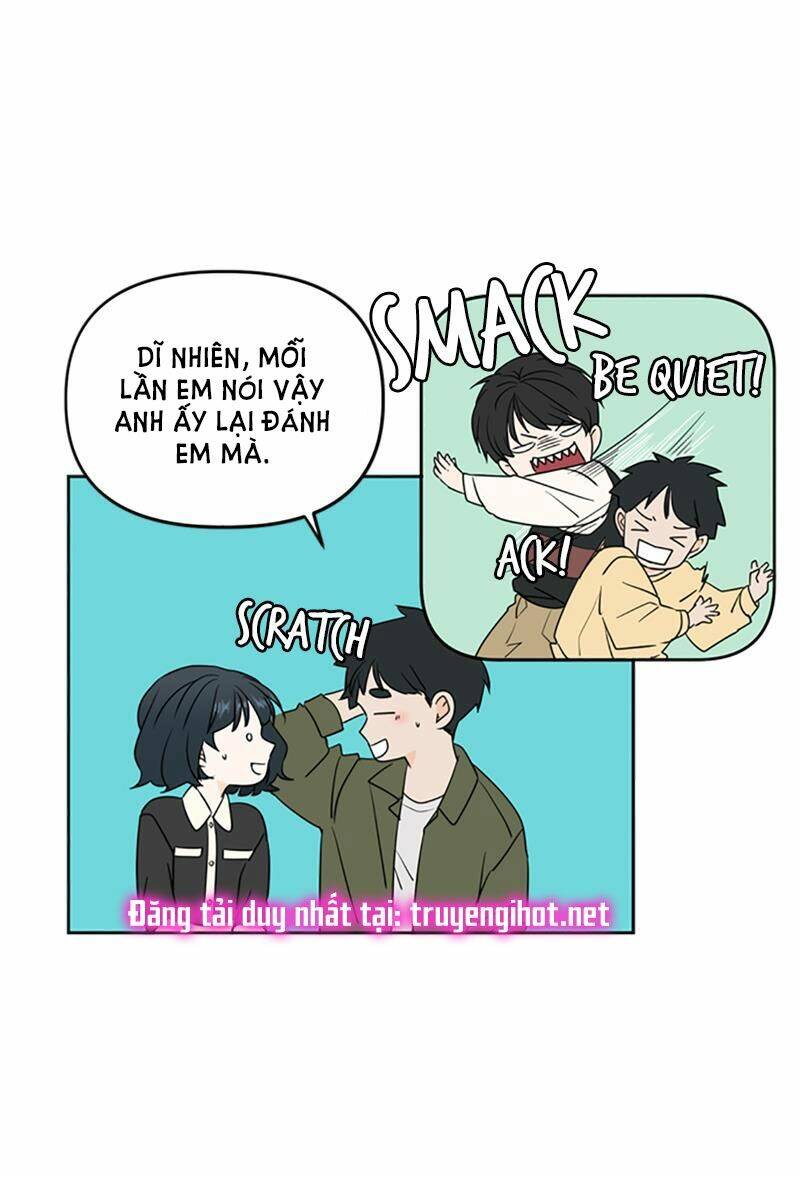 SMACK
BE QUIET!
DĨ NHIÊN, MỖI
LẦN EM NÓI VẬY
ANH ẤY LẠI ĐÁNH
EM MÀ.
ACK!
SCRATCH
Đăng tải duy nhất tại: truyengihot.net